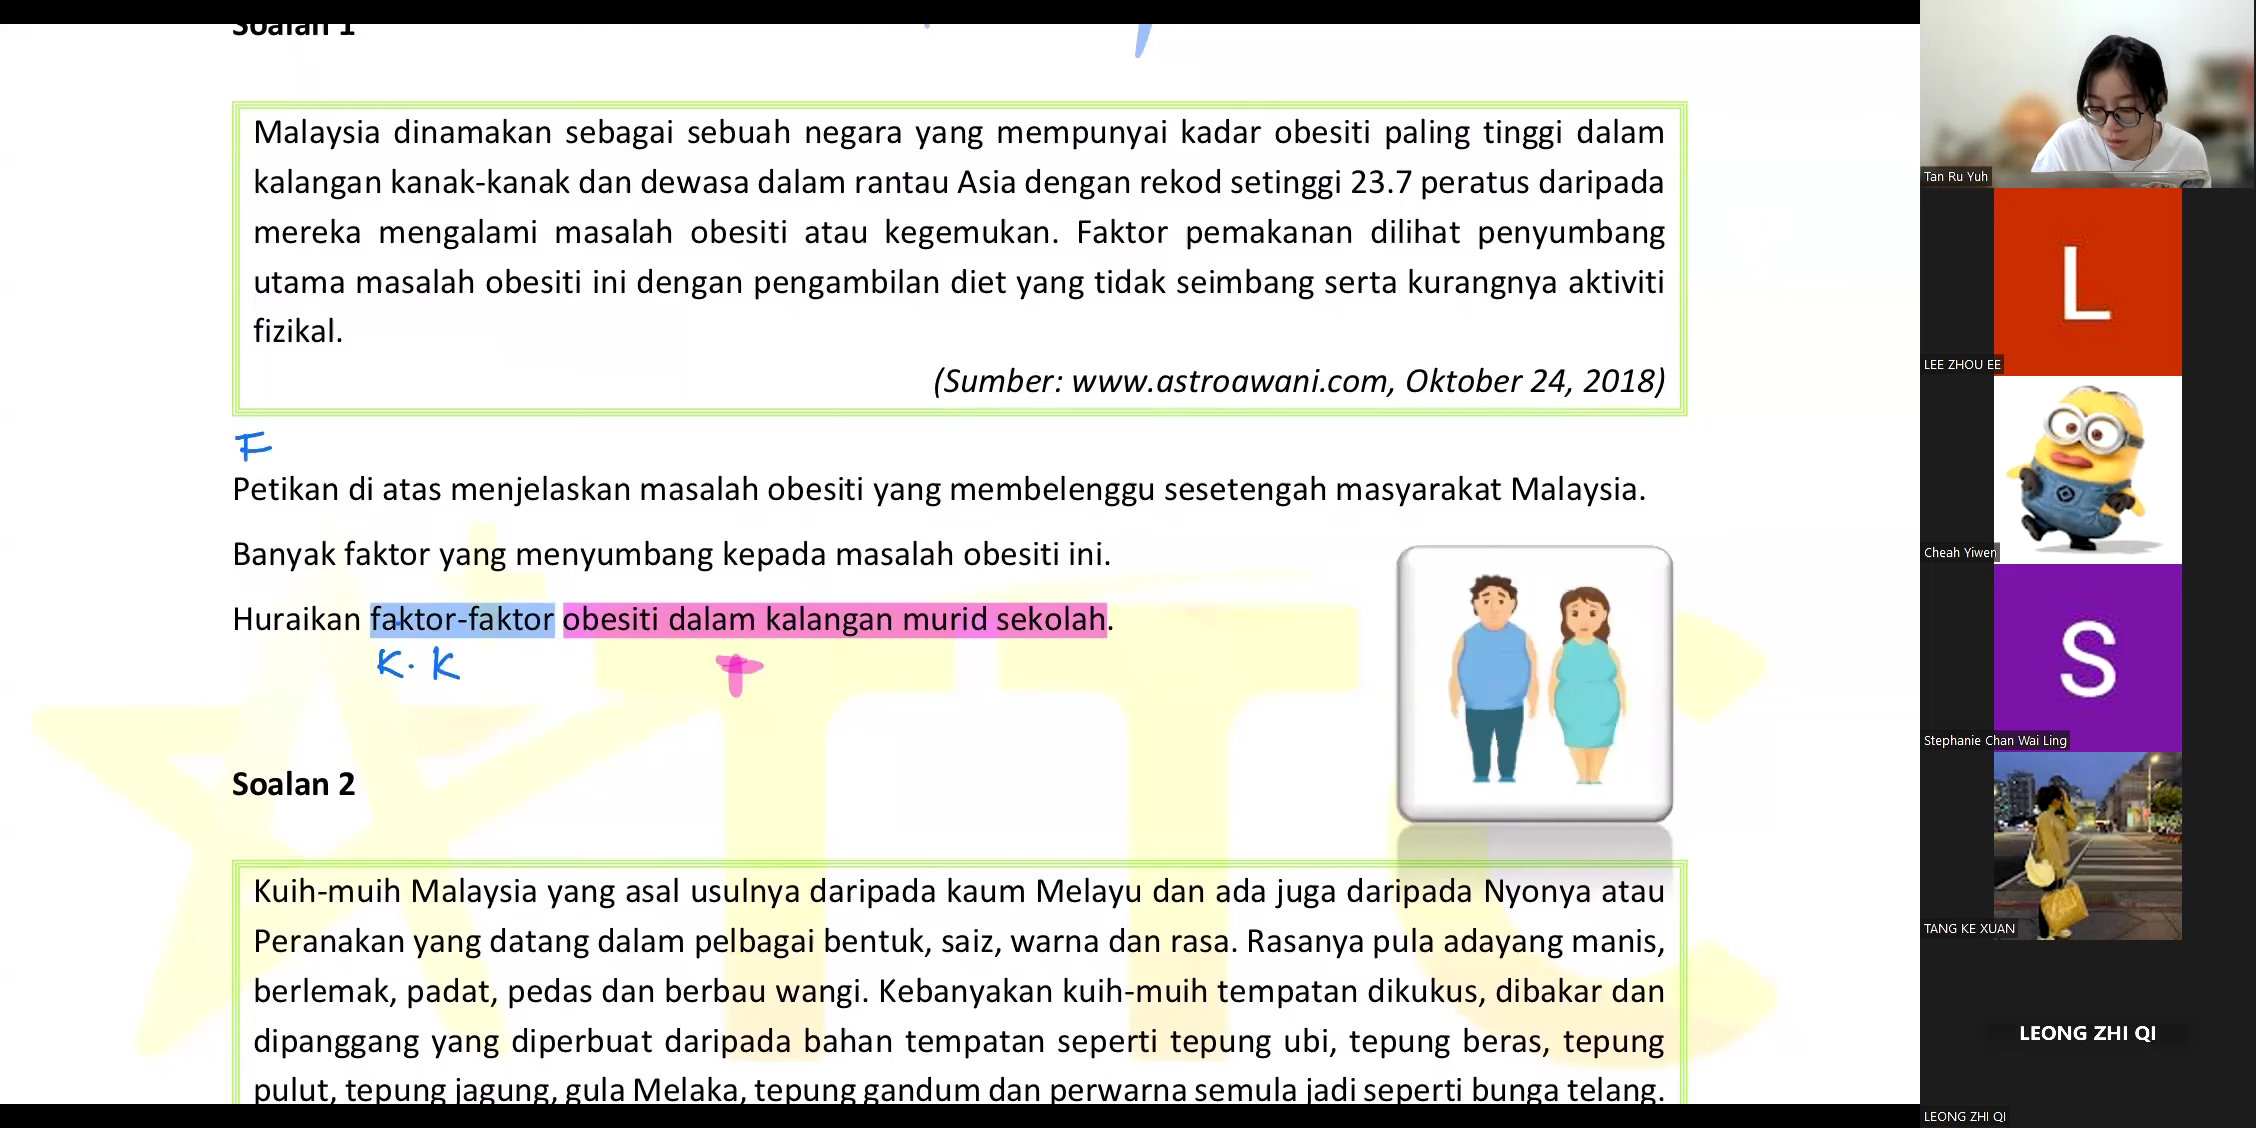 Soalan 1
Malaysia dinamakan sebagai sebuah negara yang mempunyai kadar obesiti paling tinggi dalam
kalangan kanak-kanak dan dewasa dalam rantau Asia dengan rekod setinggi 23.7 peratus daripada
mereka mengalami masalah obesiti atau kegemukan. Faktor pemakanan dilihat penyumbang
utama masalah obesiti ini dengan pengambilan diet yang tidak seimbang serta kurangnya aktiviti
fizikal.
(Sumber: www.astroawani.com, Oktober 24, 2018)
F
Petikan di atas menjelaskan masalah obesiti yang membelenggu sesetengah masyarakat Malaysia.
Banyak faktor yang menyumbang kepada masalah obesiti ini.
Huraikan faktor-faktor obesiti dalam kalangan murid sekolah.
K. K
T
Soalan 2
Kuih-muih Malaysia yang asal usulnya daripada kaum Melayu dan ada juga daripada Nyonya atau
Peranakan yang datang dalam pelbagai bentuk, saiz, warna dan rasa. Rasanya pula adayang manis,
berlemak, padat, pedas dan berbau wangi. Kebanyakan kuih-muih tempatan dikukus, dibakar dan
dipanggang yang diperbuat daripada bahan tempatan seperti tepung ubi, tepung beras, tepung
pulut, tepung jagung, gula Melaka, tepung gandum dan perwarna semula jadi seperti bunga telang.
TTC
Tan Ru Yuh
L
LEE ZHOU EE
Cheah Yiwen
S
Stephanie Chan Wai Ling
TANG KE XUAN
LEONG ZHI QI
LEONG ZHI QI